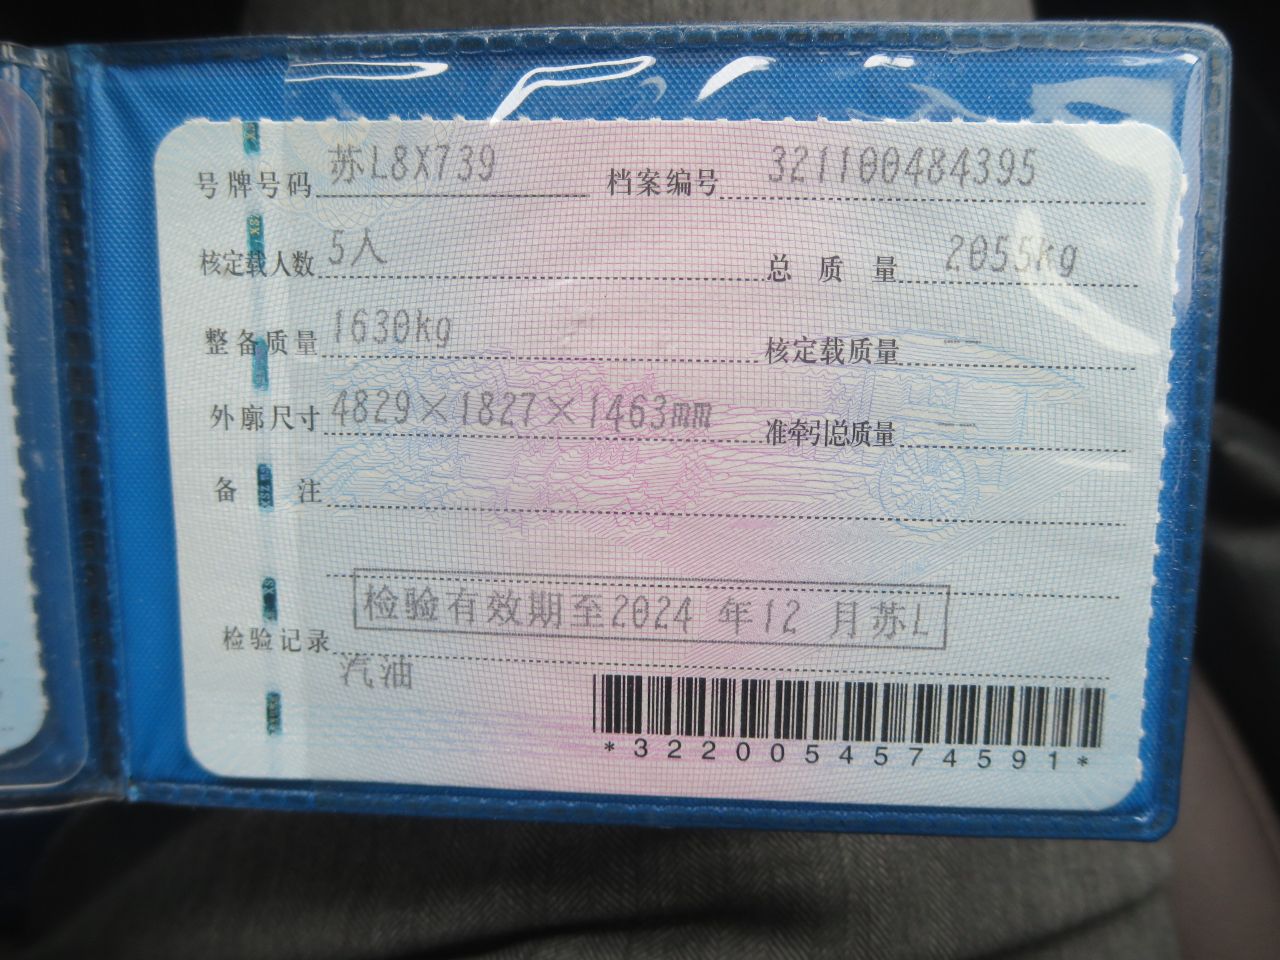 号牌号码 苏L8X739 档案编号 321100484395
核定载人数 5人 总质量 2055kg
整备质量 1630kg 核定载质量 ---
外廓尺寸 4829×1827×1463mm 准牵引总质量 ---
备注
检验有效期至2024 年12 月苏L
检验记录
汽油
*3220054574591*